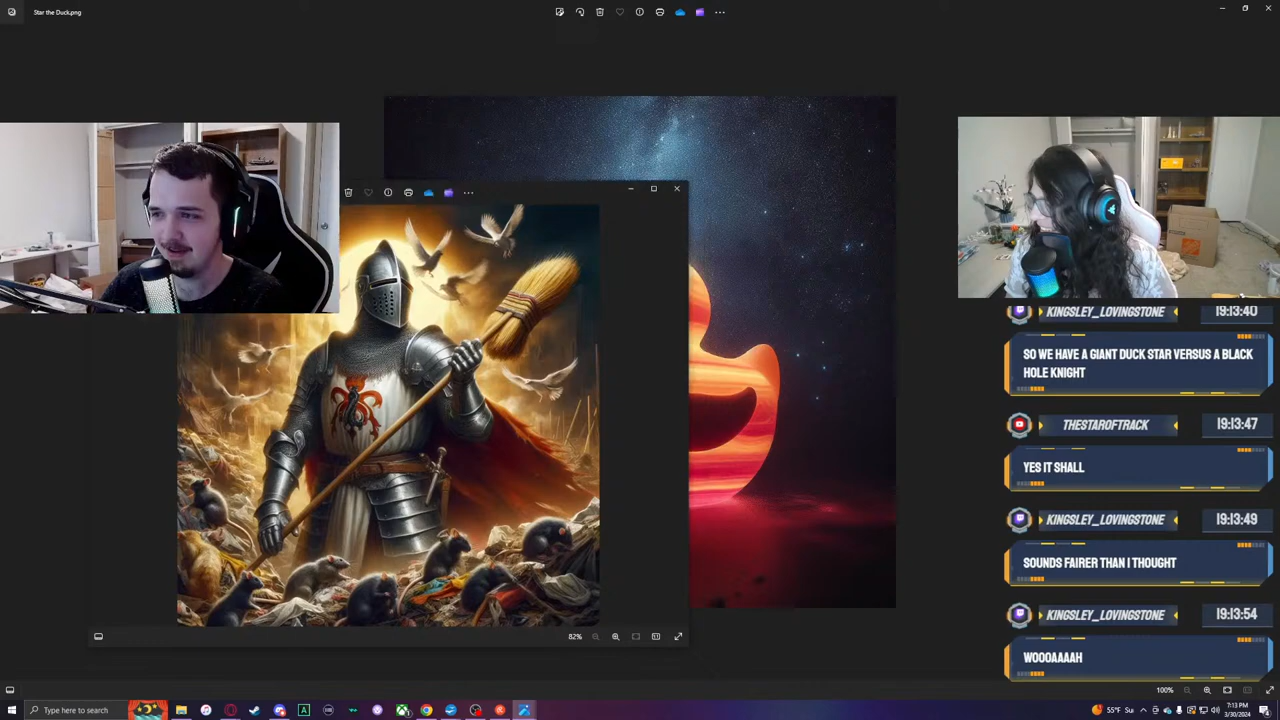 Star the Duck.png
KINGSLEY_LOVINGSTONE 19:13:40
SO WE HAVE A GIANT DUCK STAR VERSUS A BLACK
HOLE KNIGHT
THESTAROFTRACK 19:13:47
YES IT SHALL
KINGSLEY_LOVINGSTONE 19:13:49
SOUNDS FAIRER THAN I THOUGHT
KINGSLEY_LOVINGSTONE 19:13:54
WOOOAAAAH
82%
100%
Type here to search
55°F Su
7:13 PM
3/30/2024